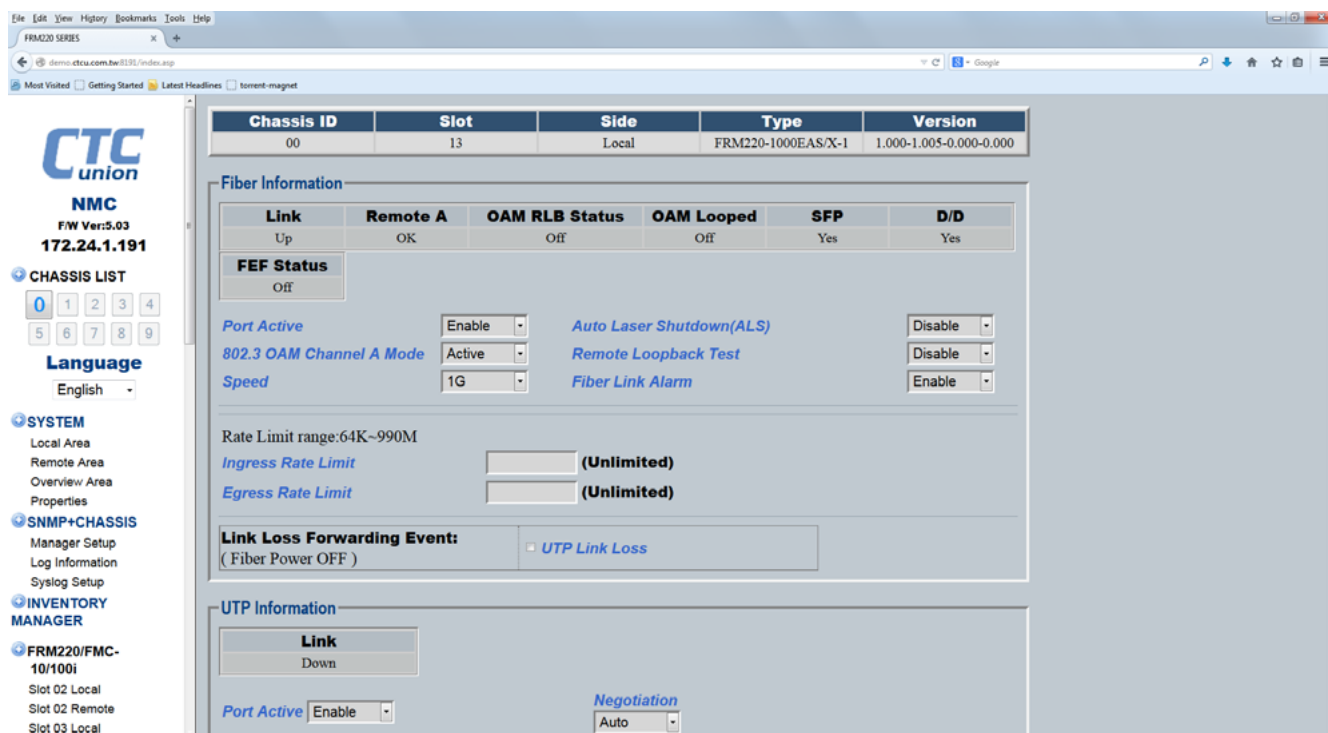 File Edit View History Bookmarks Tools Help
FRM220 SERIES x +
demo.ctcu.com.tw:8191/index.asp Google
Most Visited Getting Started Latest Headlines torrent-magnet
CTC union
NMC
F/W Ver:5.03
172.24.1.191
CHASSIS LIST
0 1 2 3 4
5 6 7 8 9
Language
English
SYSTEM
Local Area
Remote Area
Overview Area
Properties
SNMP+CHASSIS
Manager Setup
Log Information
Syslog Setup
INVENTORY
MANAGER
FRM220/FMC-
10/100i
Slot 02 Local
Slot 02 Remote
Slot 03 Local
Chassis ID Slot Side Type Version
00 13 Local FRM220-1000EAS/X-1 1.000-1.005-0.000-0.000
Fiber Information
Link Remote A OAM RLB Status OAM Looped SFP D/D
Up OK Off Off Yes Yes
FEF Status
Off
Port Active Enable Auto Laser Shutdown(ALS) Disable
802.3 OAM Channel A Mode Active Remote Loopback Test Disable
Speed 1G Fiber Link Alarm Enable
Rate Limit range:64K~990M
Ingress Rate Limit (Unlimited)
Egress Rate Limit (Unlimited)
Link Loss Forwarding Event:
( Fiber Power OFF ) UTP Link Loss
UTP Information
Link
Down
Negotiation
Port Active Enable Auto